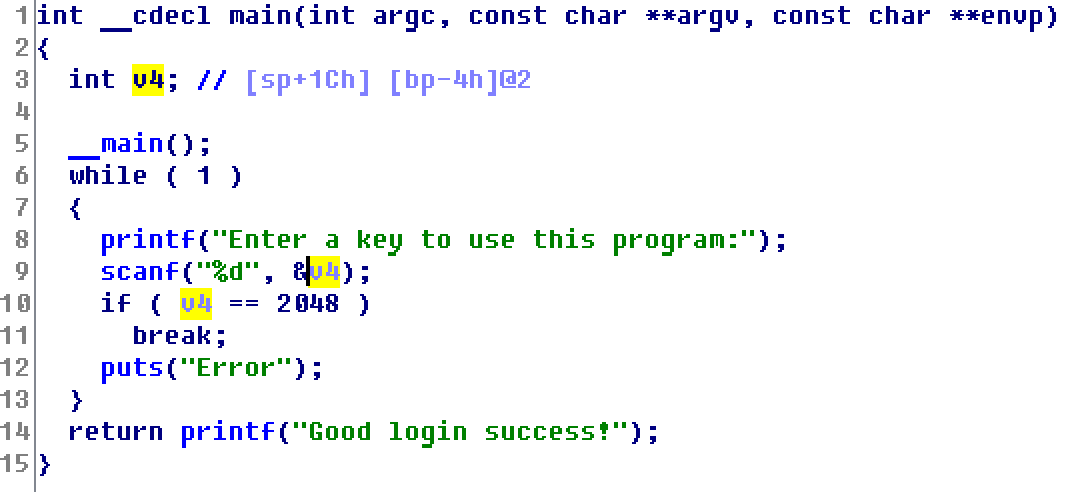 1 int __cdecl main(int argc, const char **argv, const char **envp)
2 {
3 int v4; // [sp+1Ch] [bp-4h]@2
4
5 __main();
6 while ( 1 )
7 {
8 printf("Enter a key to use this program:");
9 scanf("%d", &v4);
10 if ( v4 == 2048 )
11 break;
12 puts("Error");
13 }
14 return printf("Good login success!");
15 }